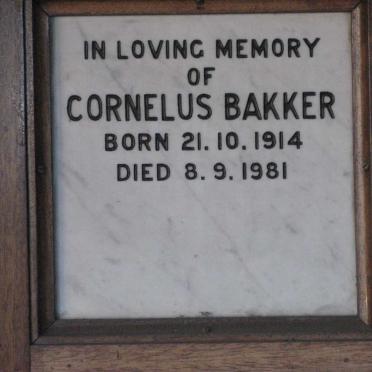 IN LOVING MEMORY
OF
CORNELUS BAKKER
BORN 21.10.1914
DIED 8.9.1981